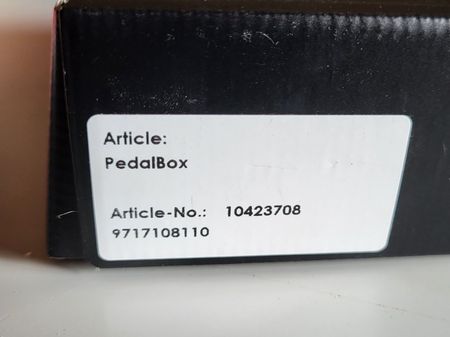 Article:
PedalBox
Article-No.: 10423708
9717108110